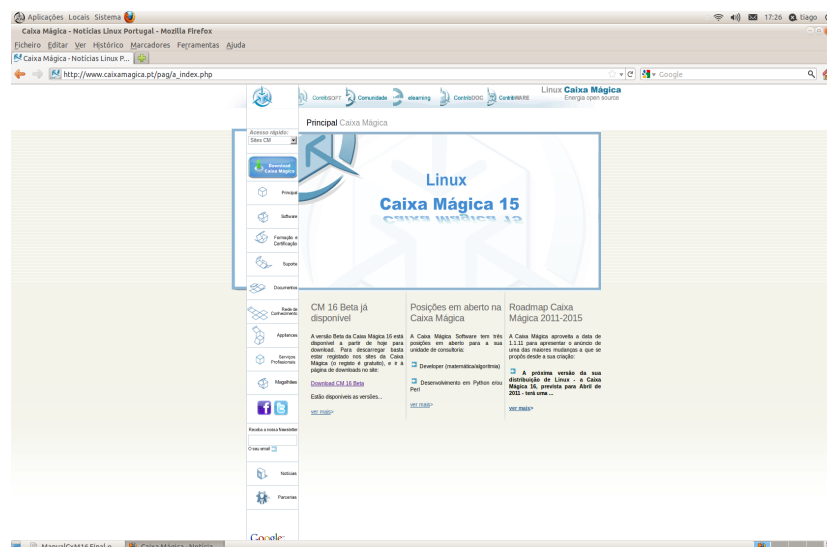 Aplicações Locais Sistema
17:26 tiago
Caixa Mágica - Notícias Linux Portugal - Mozilla Firefox
Ficheiro Editar Ver Histórico Marcadores Ferramentas Ajuda
Caixa Mágica - Notícias Linux P...
http://www.caixamagica.pt/pag/a_index.php
Google
ContribSOFT Comunidade elearning ContribDOC ContribWARE
Linux Caixa Mágica
Energia open source
Principal Caixa Mágica
Acesso rápido:
Sites CM
Download
Caixa Mágica
Principal
Software
Formação e
Certificação
Suporte
Documentos
Rede de
Conhecimento
Appliances
Serviços
Profissionais
Magalhães
Receba a nossa Newsletter
O seu email
Notícias
Parcerias
Google
Linux
Caixa Mágica 15
CM 16 Beta já
disponível
A versão Beta da Caixa Mágica 16 está
disponível a partir de hoje para
download. Para descarregar basta
estar registado nos sites da Caixa
Mágica (o registo é gratuito), e ir à
página de downloads no site:
Download CM 16 Beta
Estão disponíveis as versões...
ver mais>
Posições em aberto na
Caixa Mágica
A Caixa Mágica Software tem três
posições em aberto para a sua
unidade de consultoria:
Developer (matemática/algoritmia)
Desenvolvimento em Python e/ou
Perl
ver mais>
Roadmap Caixa
Mágica 2011-2015
A Caixa Mágica aproveita a data de
1.1.11 para apresentar o anúncio de
uma das maiores mudanças a que se
propôs desde a sua criação:
A próxima versão da sua
distribuição de Linux - a Caixa
Mágica 16, prevista para Abril de
2011 - terá uma ...
ver mais>
ManualCxM16 Final.o...
Caixa Mágica - Notícia...